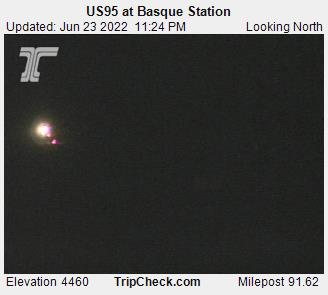 US95 at Basque Station
Updated: Jun 23 2022 11:24 PM Looking North
Elevation 4460 TripCheck.com Milepost 91.62